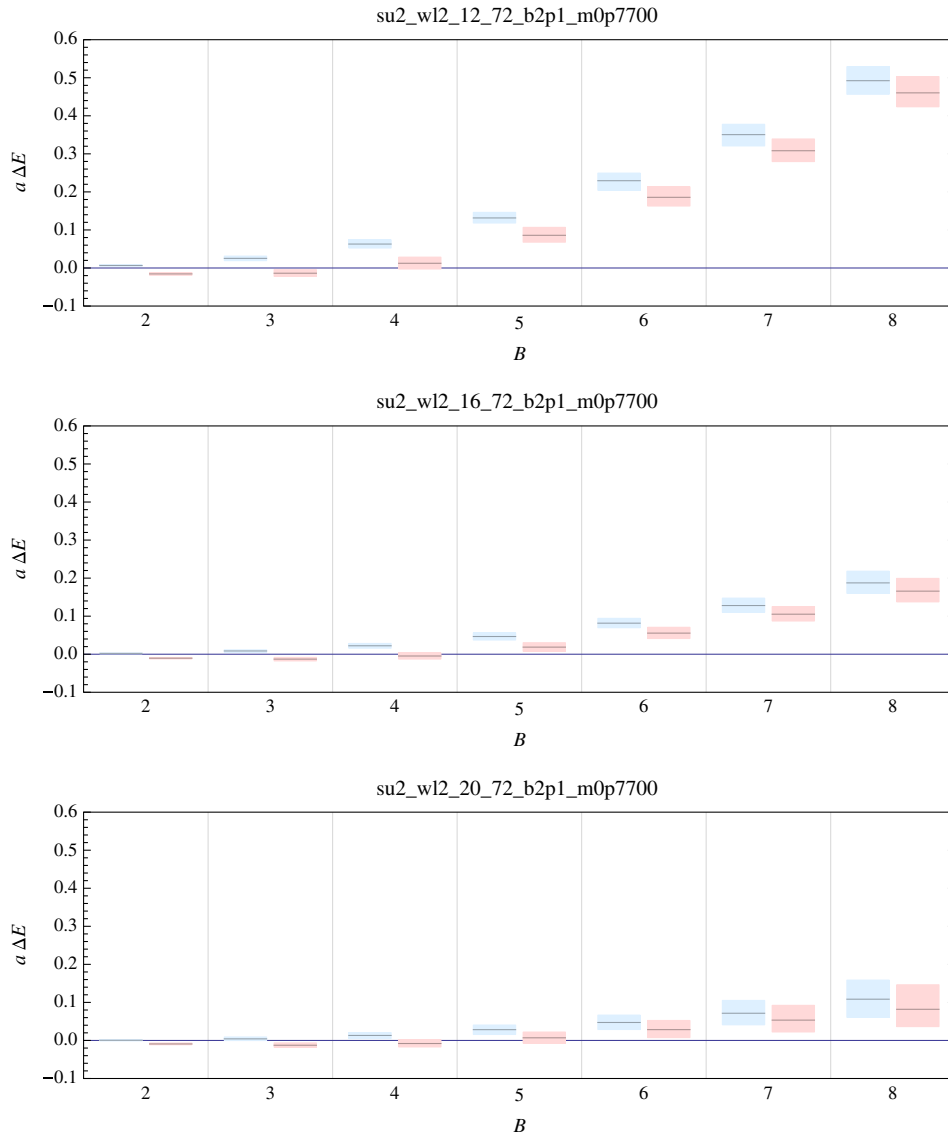 su2_wl2_12_72_b2p1_m0p7700
0.6
0.5
0.4
0.3
0.2
0.1
0.0
−0.1
a ΔE
2 3 4 5 6 7 8
B
su2_wl2_16_72_b2p1_m0p7700
0.6
0.5
0.4
0.3
0.2
0.1
0.0
−0.1
a ΔE
2 3 4 5 6 7 8
B
su2_wl2_20_72_b2p1_m0p7700
0.6
0.5
0.4
0.3
0.2
0.1
0.0
−0.1
a ΔE
2 3 4 5 6 7 8
B